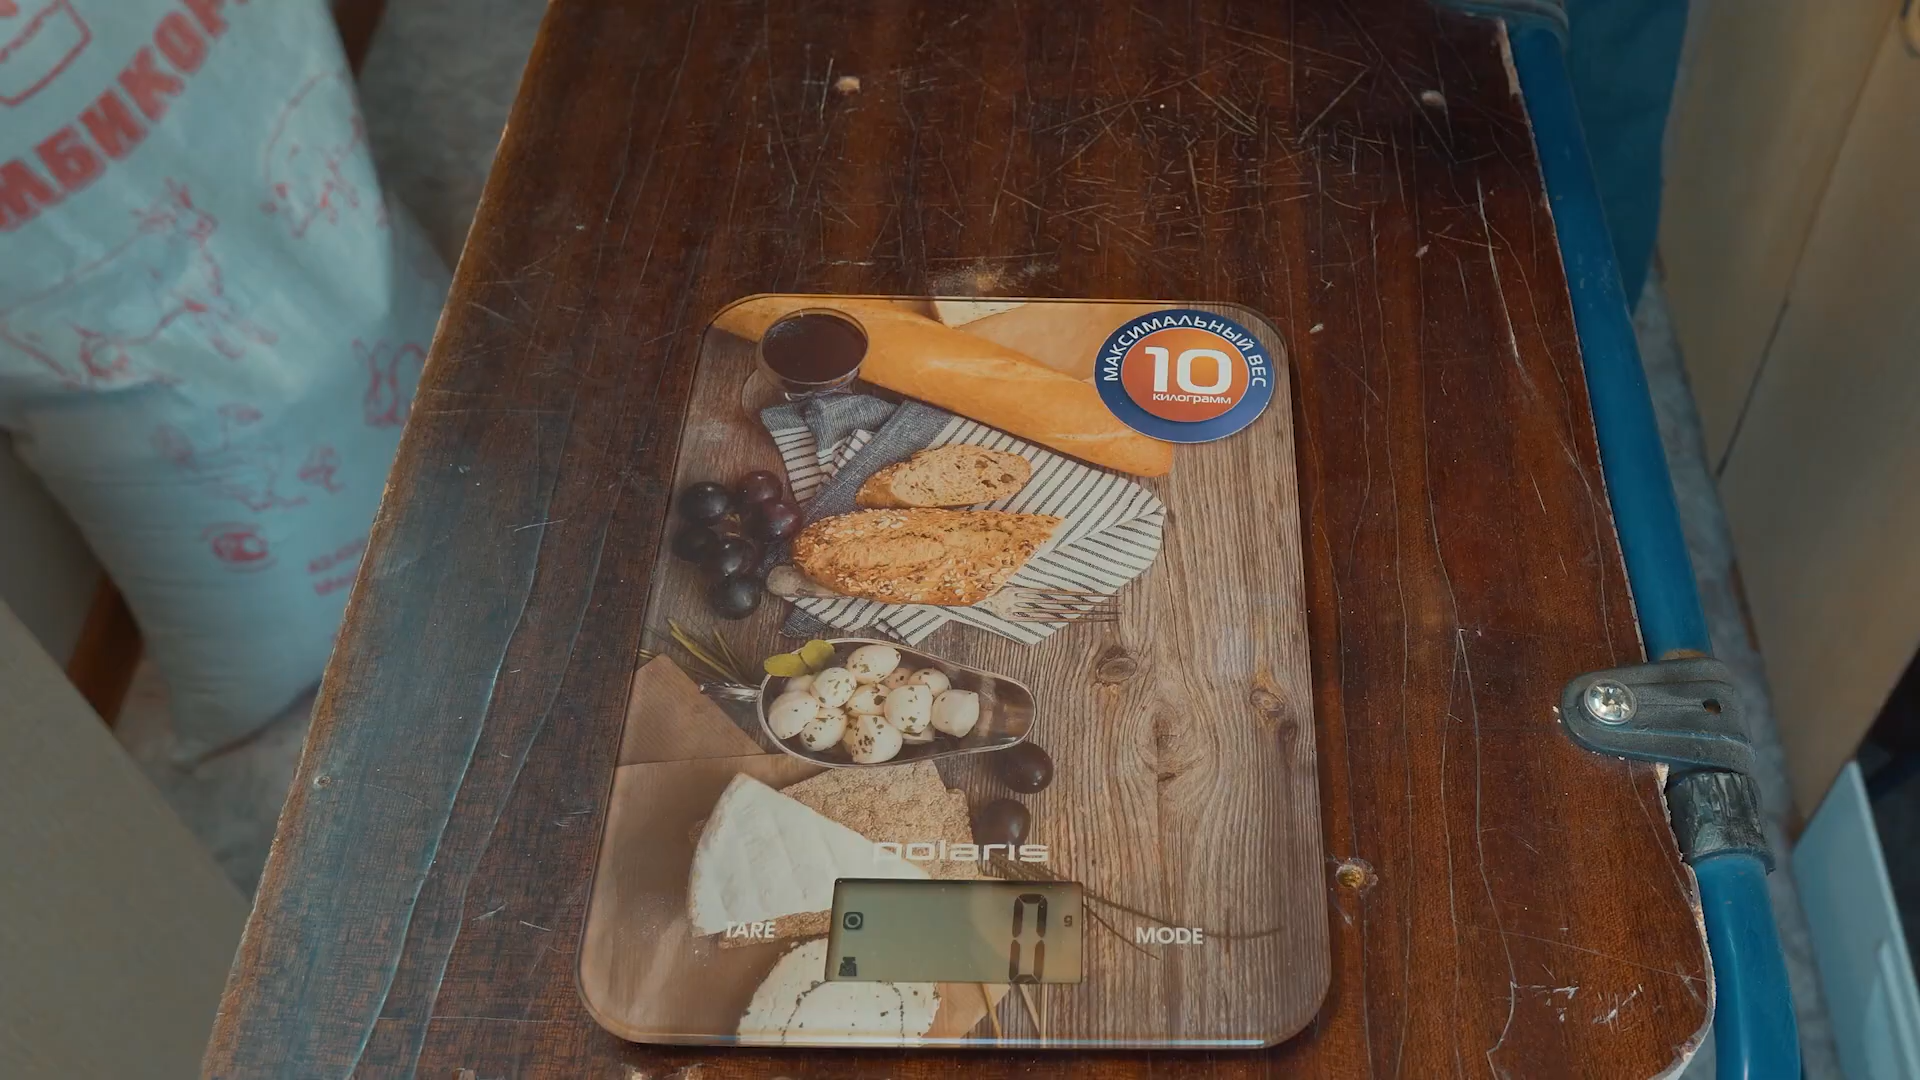 МБИКОР
МАКСИМАЛЬНЫЙ ВЕС
10
килограмм
polaris
TARE
0 g
MODE